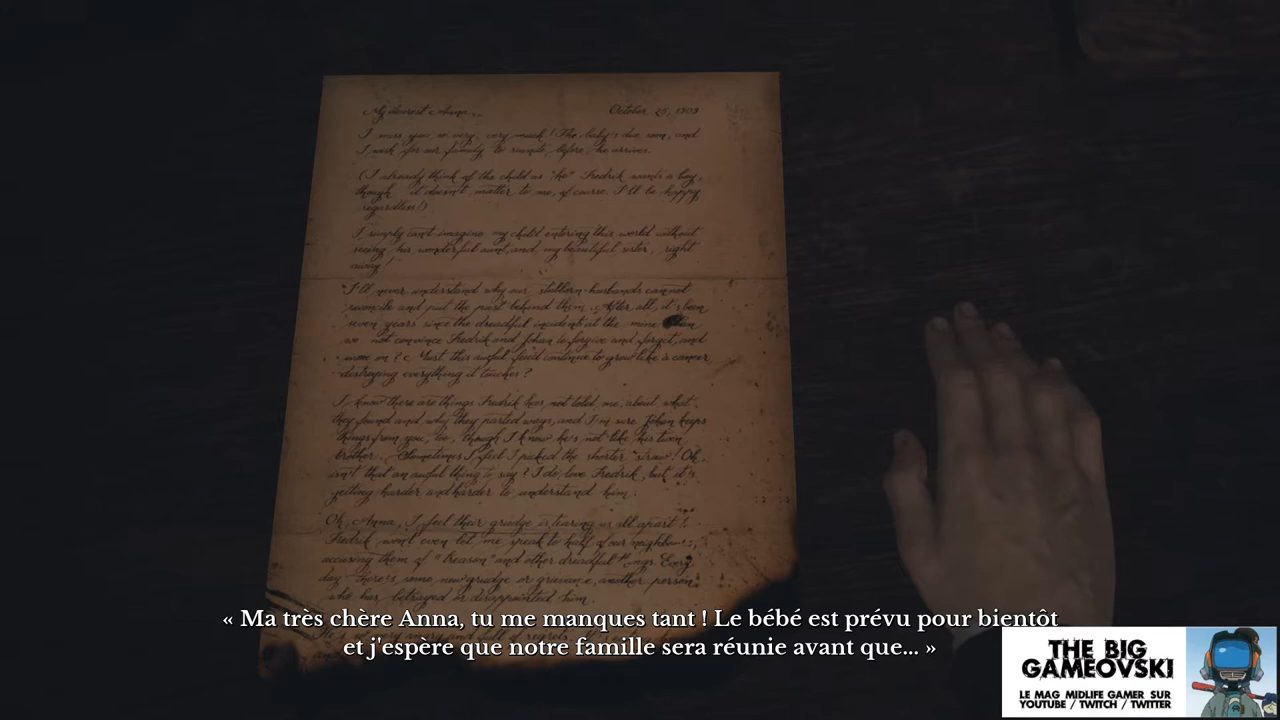 My dearest Anna,
October 25, 1909
I miss you so very, very much! The baby's due soon, and
I wish for our family to reunite before he arrives.
(I already think of the child as "he" Fredrik wants a boy,
though it doesn't matter to me, of course. I'll be happy
regardless!)
I simply can't imagine my child entering this world without
seeing his wonderful aunt, and my beautiful sister, right
away!
I'll never understand why our stubborn husbands cannot
reconcile and put the past behind them. After all, it's been
seven years since the dreadful incident at the mine
we not convince Fredrik and Johan to forgive and forget, and
move on? Must this awful feud continue to grow like a cancer
destroying everything it touches?
I know there are things Fredrik has not told me, about what
they found and why they parted ways, and I'm sure Johan keeps
things from you, too, though I know he's not like his twin
brother. Sometimes I feel I picked the shorter straw! Oh,
isn't that an awful thing to say? I do love Fredrik, but it's
getting harder and harder to understand him.
Oh, Anna, I feel their grudge is tearing us all apart!
Fredrik won't even let me speak to half of our neighbours,
accusing them of "treason" and other dreadful things. Every
day there's some new grudge or grievance, another person
who has betrayed or disappointed him.
« Ma très chère Anna, tu me manques tant ! Le bébé est prévu pour bientôt
et j'espère que notre famille sera réunie avant que... »
THE BIG
GAMEOVSKI
LE MAG MIDLIFE GAMER SUR
YOUTUBE / TWITCH / TWITTER